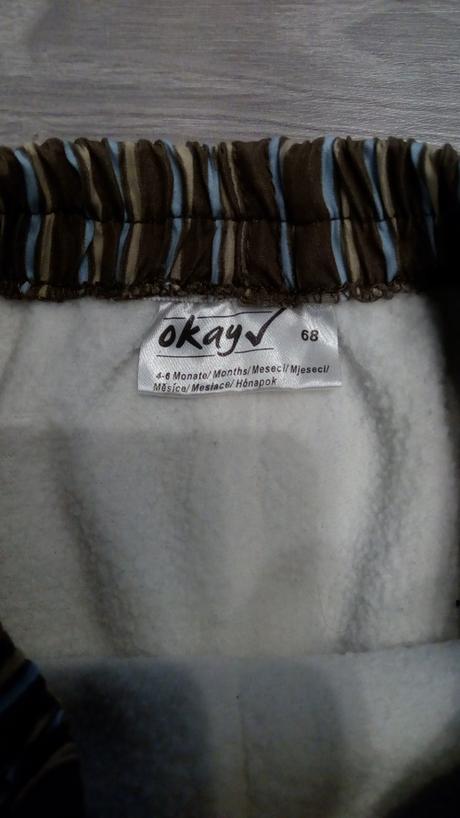 okay 68
4-6 Monate/Months/Meseci/Mjeseci/
Měsíce/Mesiace/Hónapok